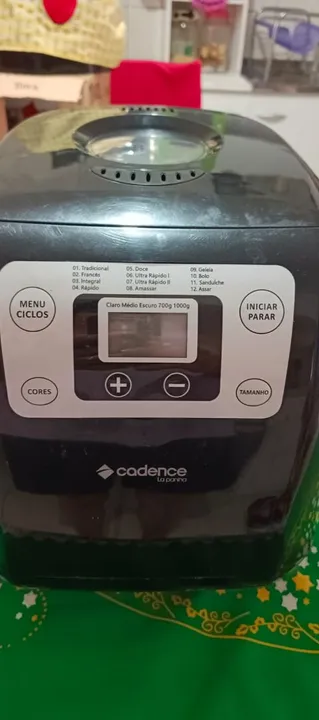 01. Tradicional 05. Doce 09. Geleia
02. Francês 06. Ultra Rápido I 10. Bolo
03. Integral 07. Ultra Rápido II 11. Sanduíche
04. Rápido 08. Amassar 12. Assar
MENU
CICLOS
Claro Médio Escuro 700g 1000g
INICIAR
PARAR
CORES
+ −
TAMANHO
cadence
La panina